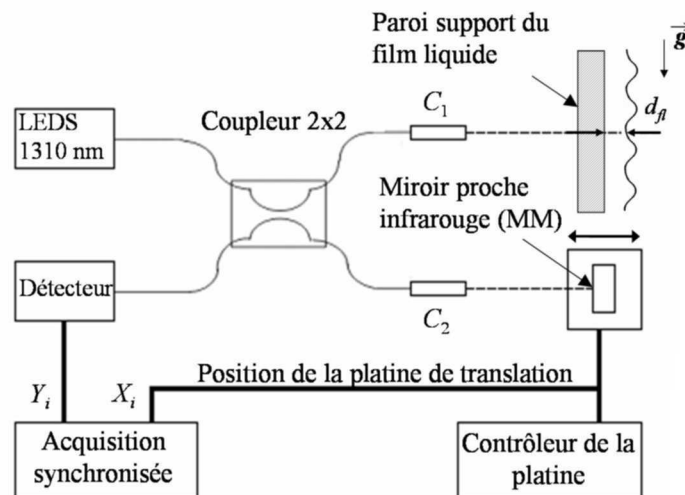 Paroi support du
film liquide
g
LEDS
1310 nm
Coupleur 2x2
C₁
d_fl
Miroir proche
infrarouge (MM)
Détecteur
C₂
Position de la platine de translation
Y_i
X_i
Acquisition
synchronisée
Contrôleur de la
platine